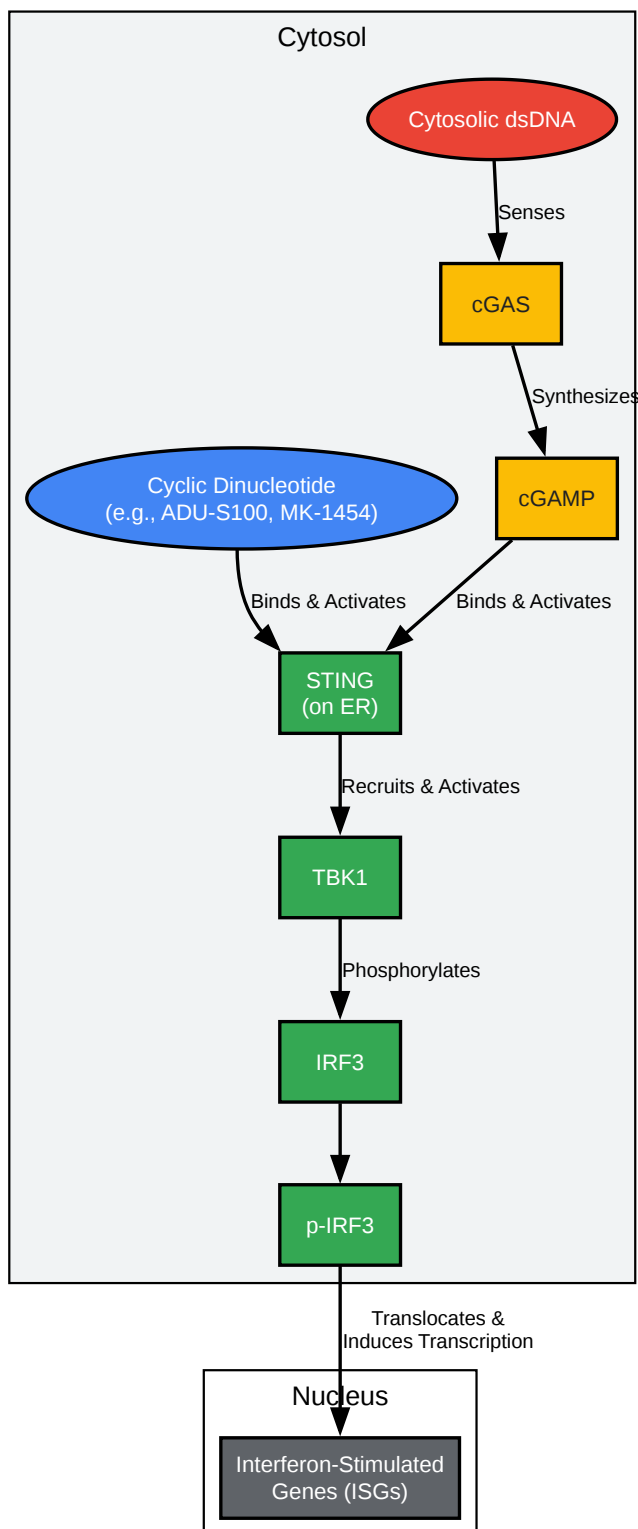 Cytosol
Cytosolic dsDNA
Senses
cGAS
Synthesizes
Cyclic Dinucleotide
(e.g., ADU-S100, MK-1454)
cGAMP
Binds & Activates
Binds & Activates
STING
(on ER)
Recruits & Activates
TBK1
Phosphorylates
IRF3
p-IRF3
Translocates &
Induces Transcription
Nucleus
Interferon-Stimulated
Genes (ISGs)